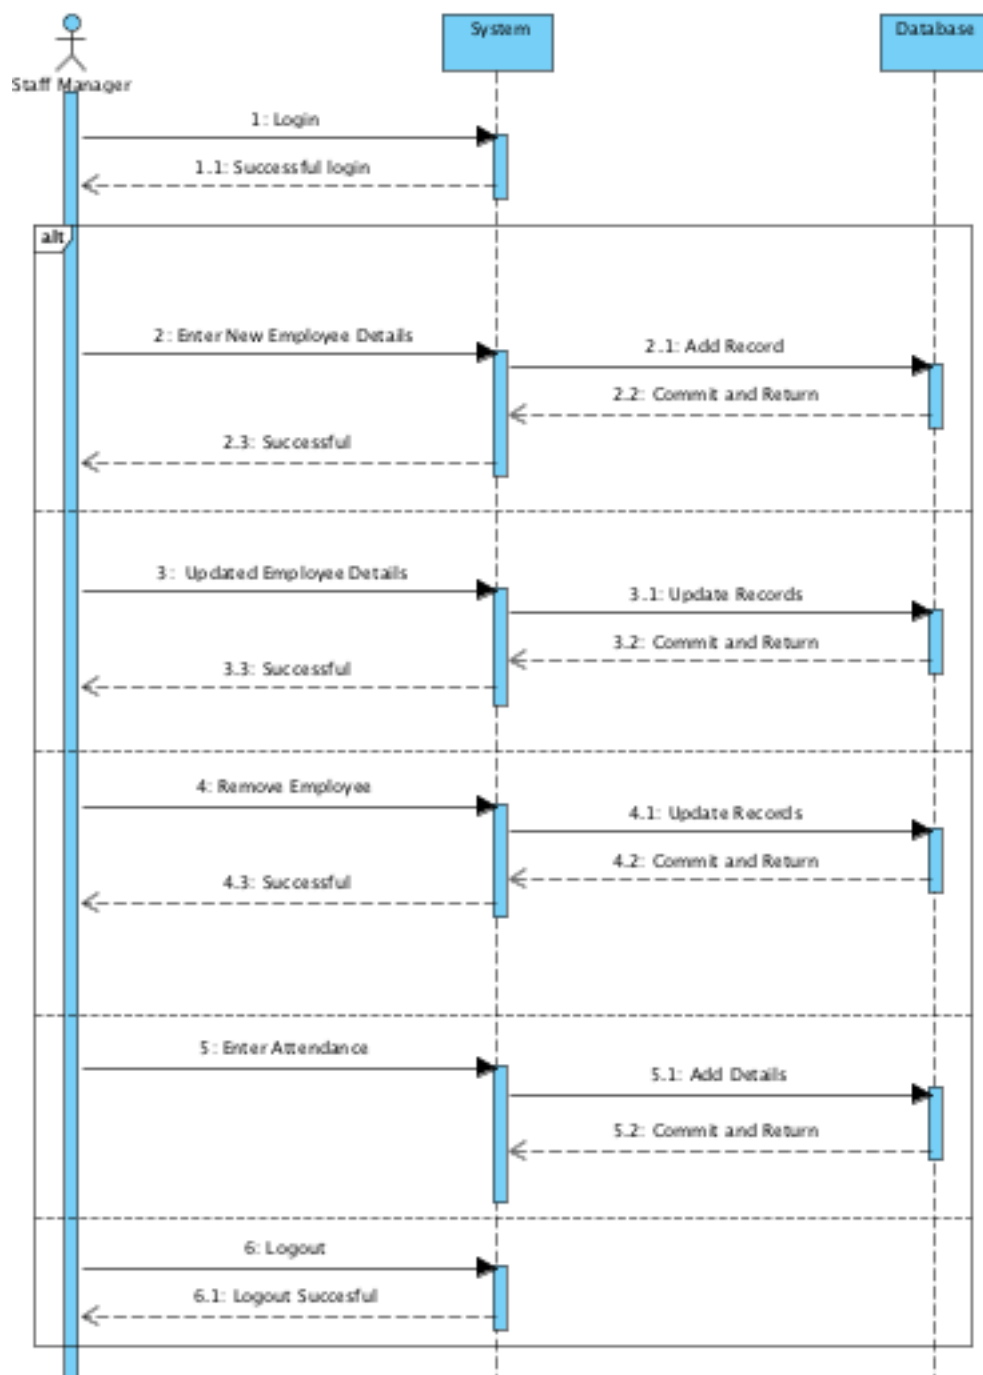 System
Database
Staff Manager
1: Login
1.1: Successful login
alt
2: Enter New Employee Details
2.1: Add Record
2.2: Commit and Return
2.3: Successful
3: Updated Employee Details
3.1: Update Records
3.2: Commit and Return
3.3: Successful
4: Remove Employee
4.1: Update Records
4.2: Commit and Return
4.3: Successful
5: Enter Attendance
5.1: Add Details
5.2: Commit and Return
6: Logout
6.1: Logout Succesful